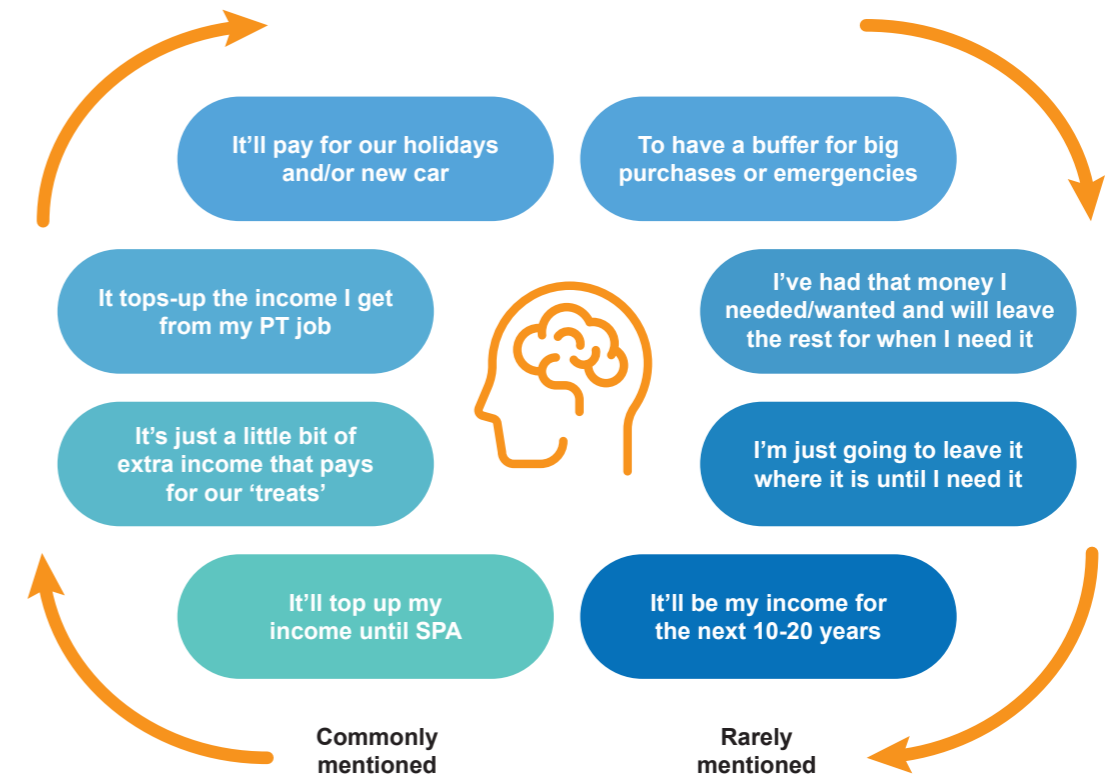 It'll pay for our holidays
and/or new car
To have a buffer for big
purchases or emergencies
It tops-up the income I get
from my PT job
I've had that money I
needed/wanted and will leave
the rest for when I need it
It's just a little bit of
extra income that pays
for our ‘treats’
I'm just going to leave it
where it is until I need it
It'll top up my
income until SPA
It'll be my income for
the next 10-20 years
Commonly
mentioned
Rarely
mentioned